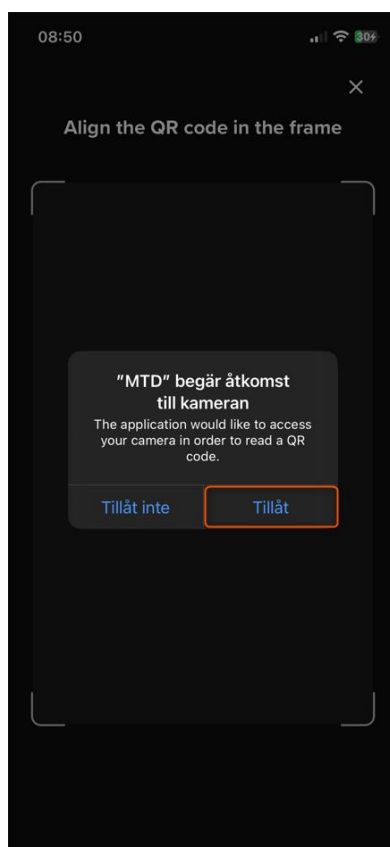 08:50
30+
Align the QR code in the frame
"MTD" begär åtkomst
till kameran
The application would like to access
your camera in order to read a QR
code.
Tillåt inte
Tillåt